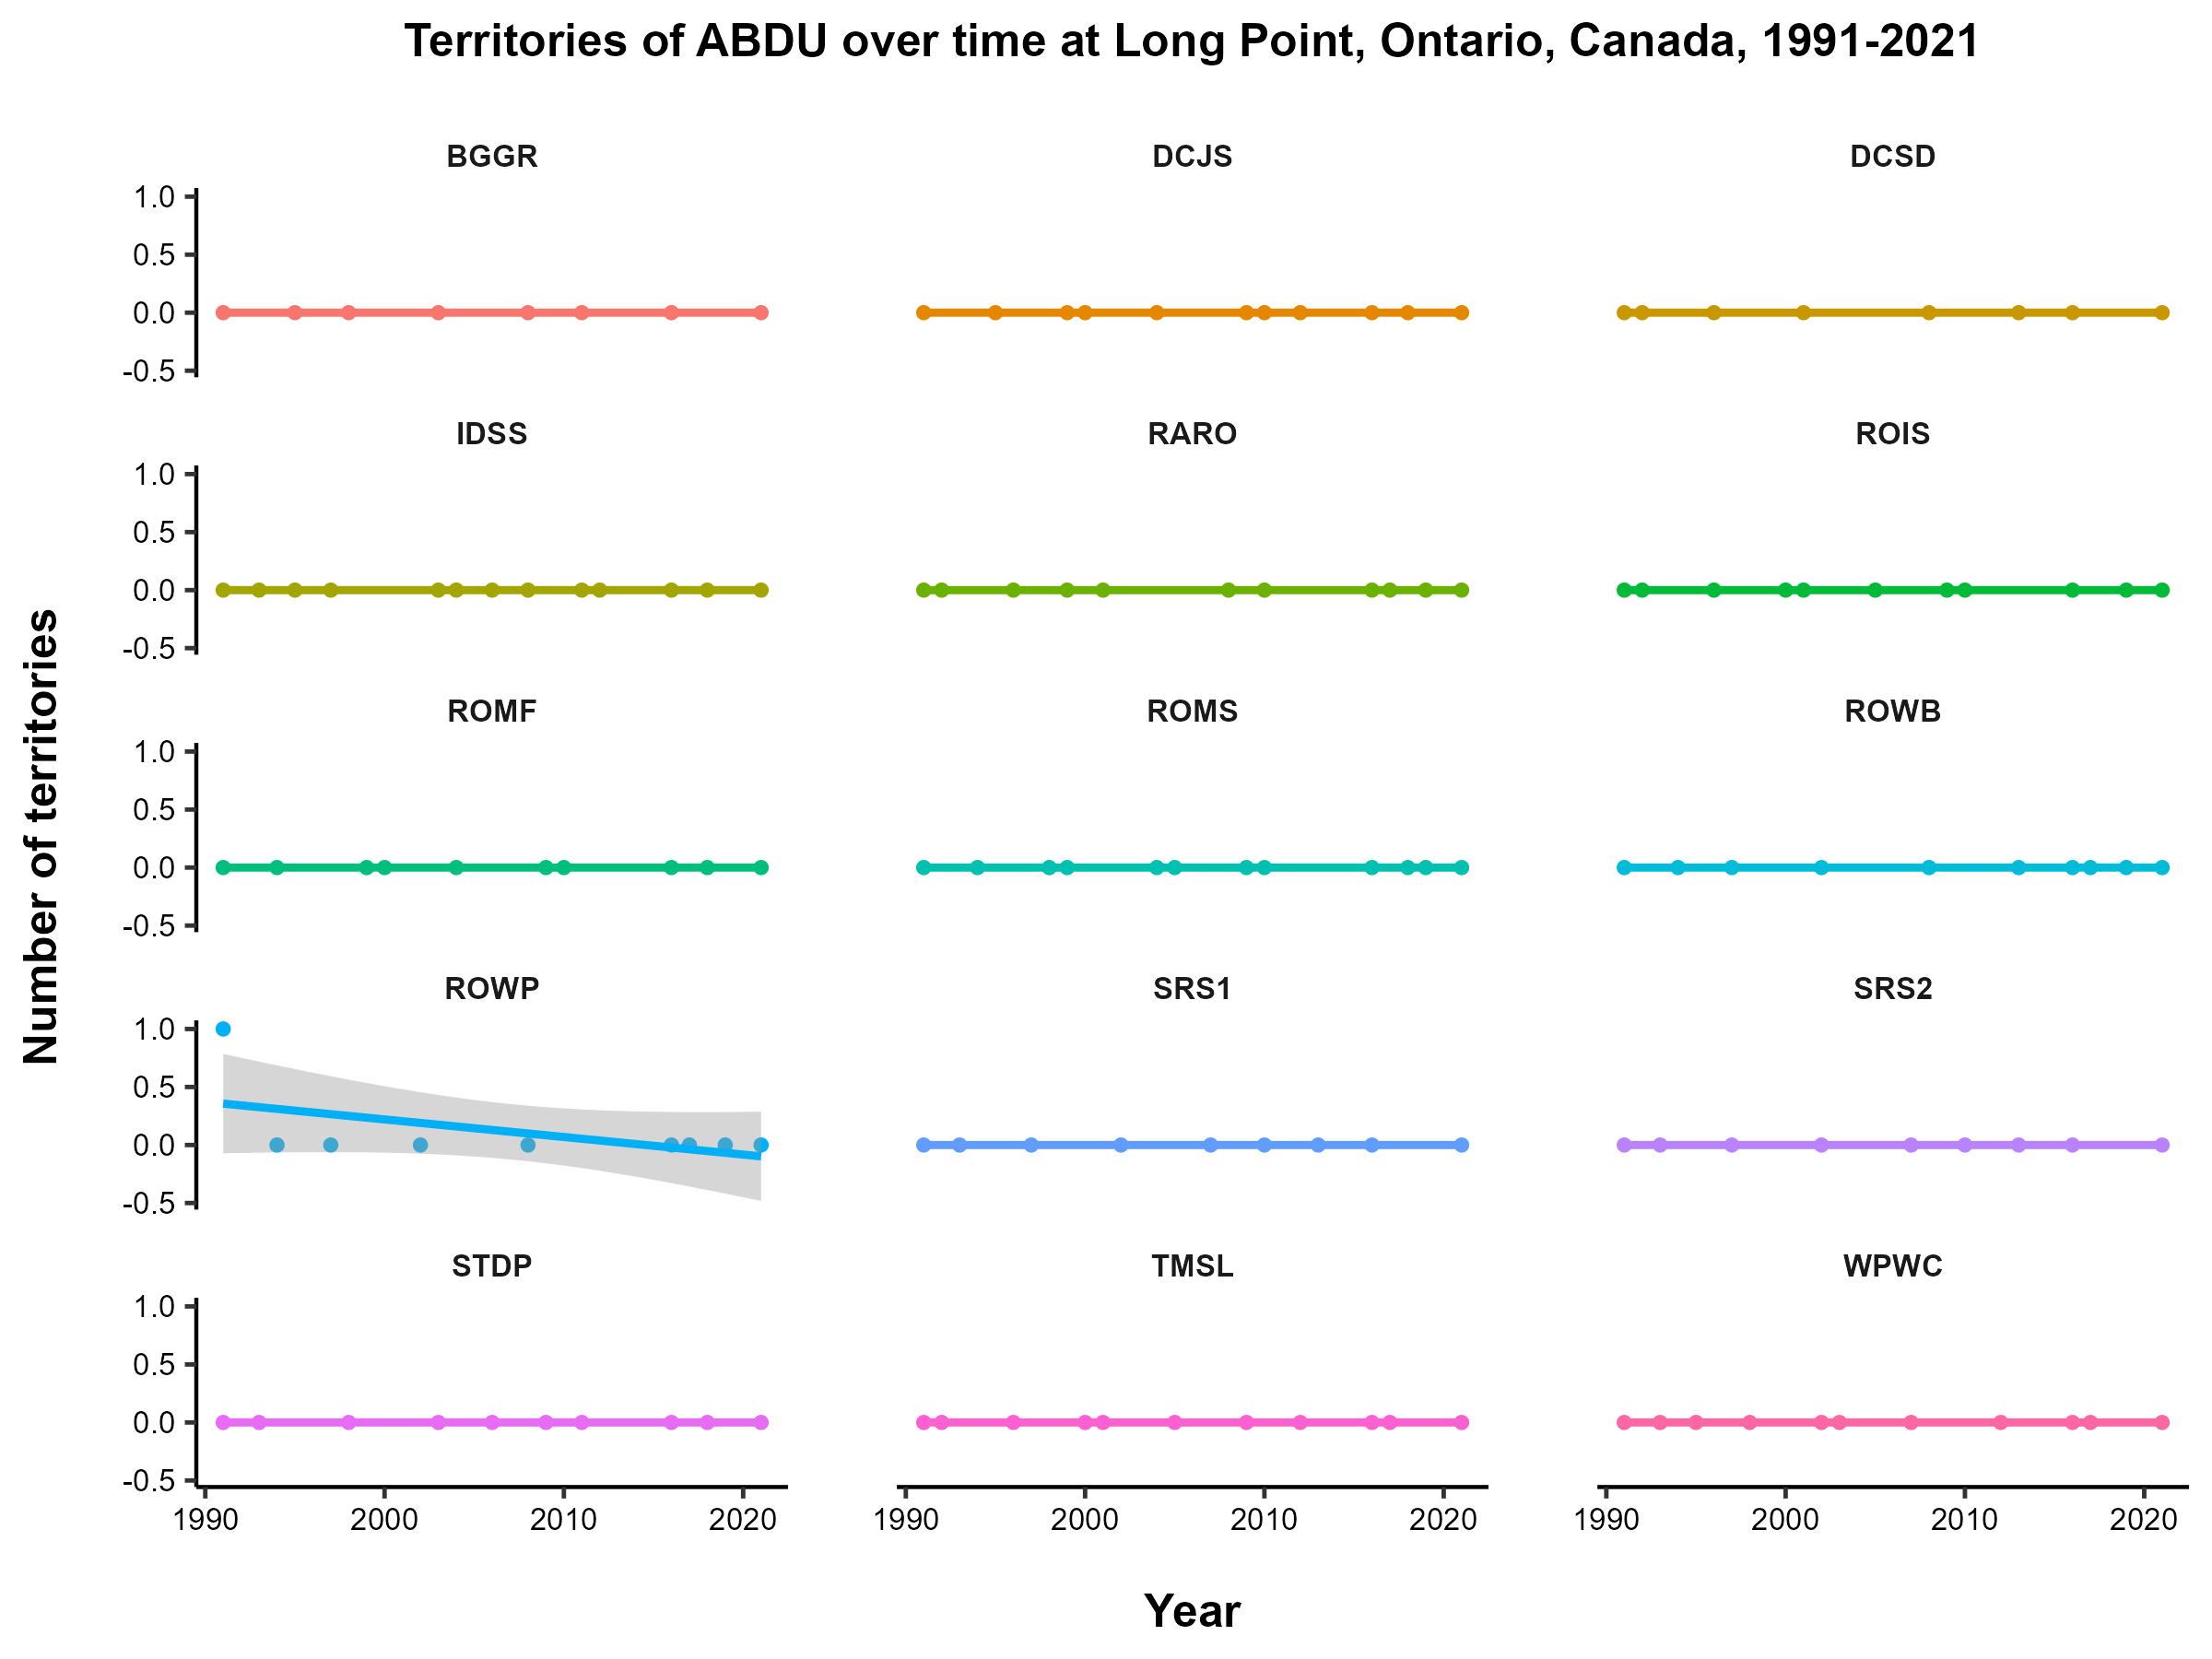 Territories of ABDU over time at Long Point, Ontario, Canada, 1991-2021
BGGR DCJS DCSD
1.0
0.5
0.0
-0.5
IDSS RARO ROIS
1.0
0.5
0.0
-0.5
ROMF ROMS ROWB
1.0
0.5
0.0
-0.5
ROWP SRS1 SRS2
1.0
0.5
0.0
-0.5
STDP TMSL WPWC
1.0
0.5
0.0
-0.5
1990 2000 2010 2020 1990 2000 2010 2020 1990 2000 2010 2020
Number of territories
Year